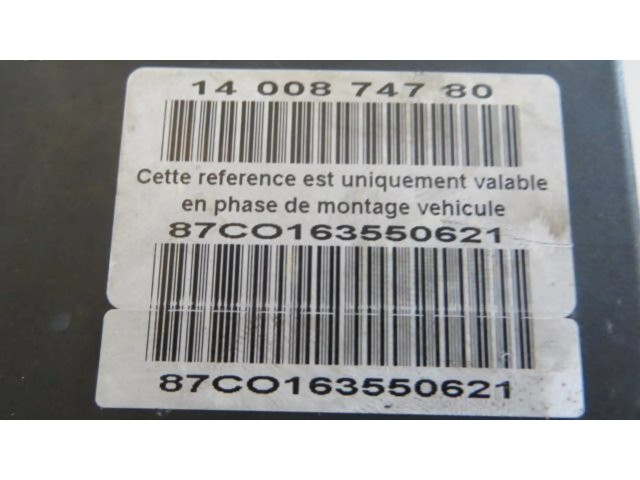 14 008 747 80
Cette reference est uniquement valable
en phase de montage vehicule
87CO163550621
87CO163550621